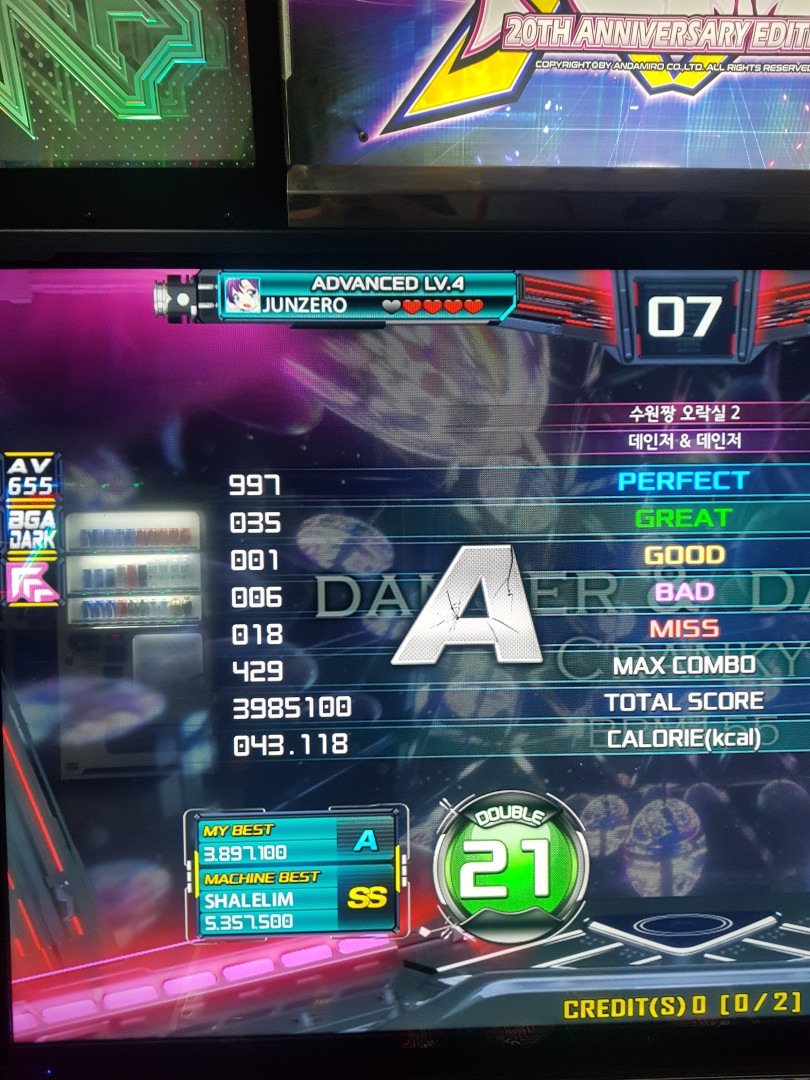 20TH ANNIVERSARY EDITI
COPYRIGHT© BY ANDAMIRO CO.,LTD. ALL RIGHTS RESERVED
ADVANCED LV.4
JUNZERO
07
수원짱 오락실 2
데인저 & 데인저
AV
655
BGA
DARK
997 PERFECT
035 GREAT
001 GOOD
006 BAD
018 MISS
429 MAX COMBO
3985100 TOTAL SCORE
043.118 CALORIE(kcal)
A
MY BEST
3.897.100 A
MACHINE BEST
SHALELIM
5.357.500 SS
DOUBLE
21
CREDIT(S) 0 [0/2]